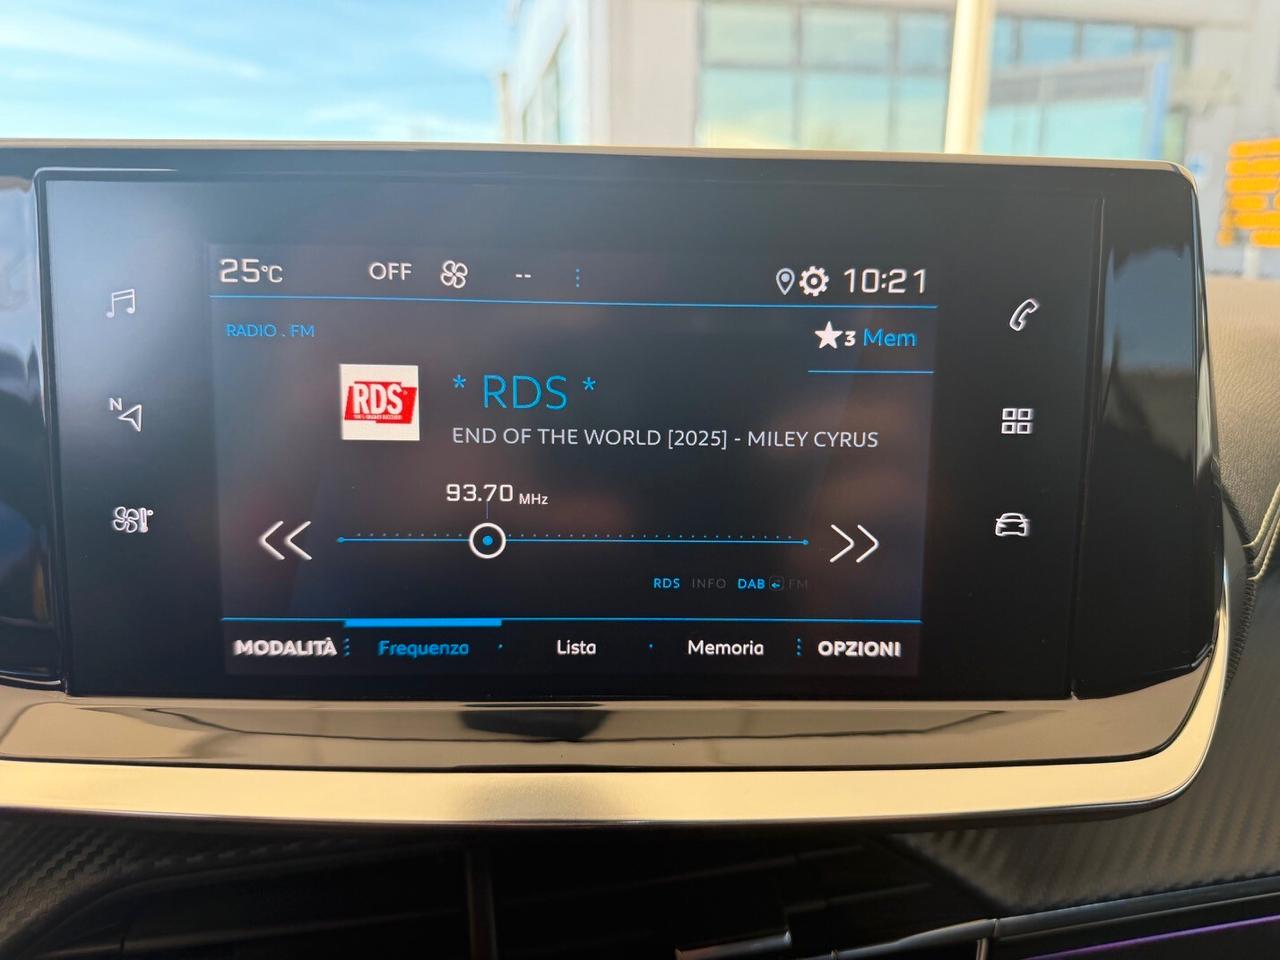 25°C OFF -- 10:21
RADIO . FM
3 Mem
RDS
* RDS *
END OF THE WORLD [2025] - MILEY CYRUS
N
93.70 MHz
RDS INFO DAB FM
MODALITÀ Frequenza Lista Memoria OPZIONI